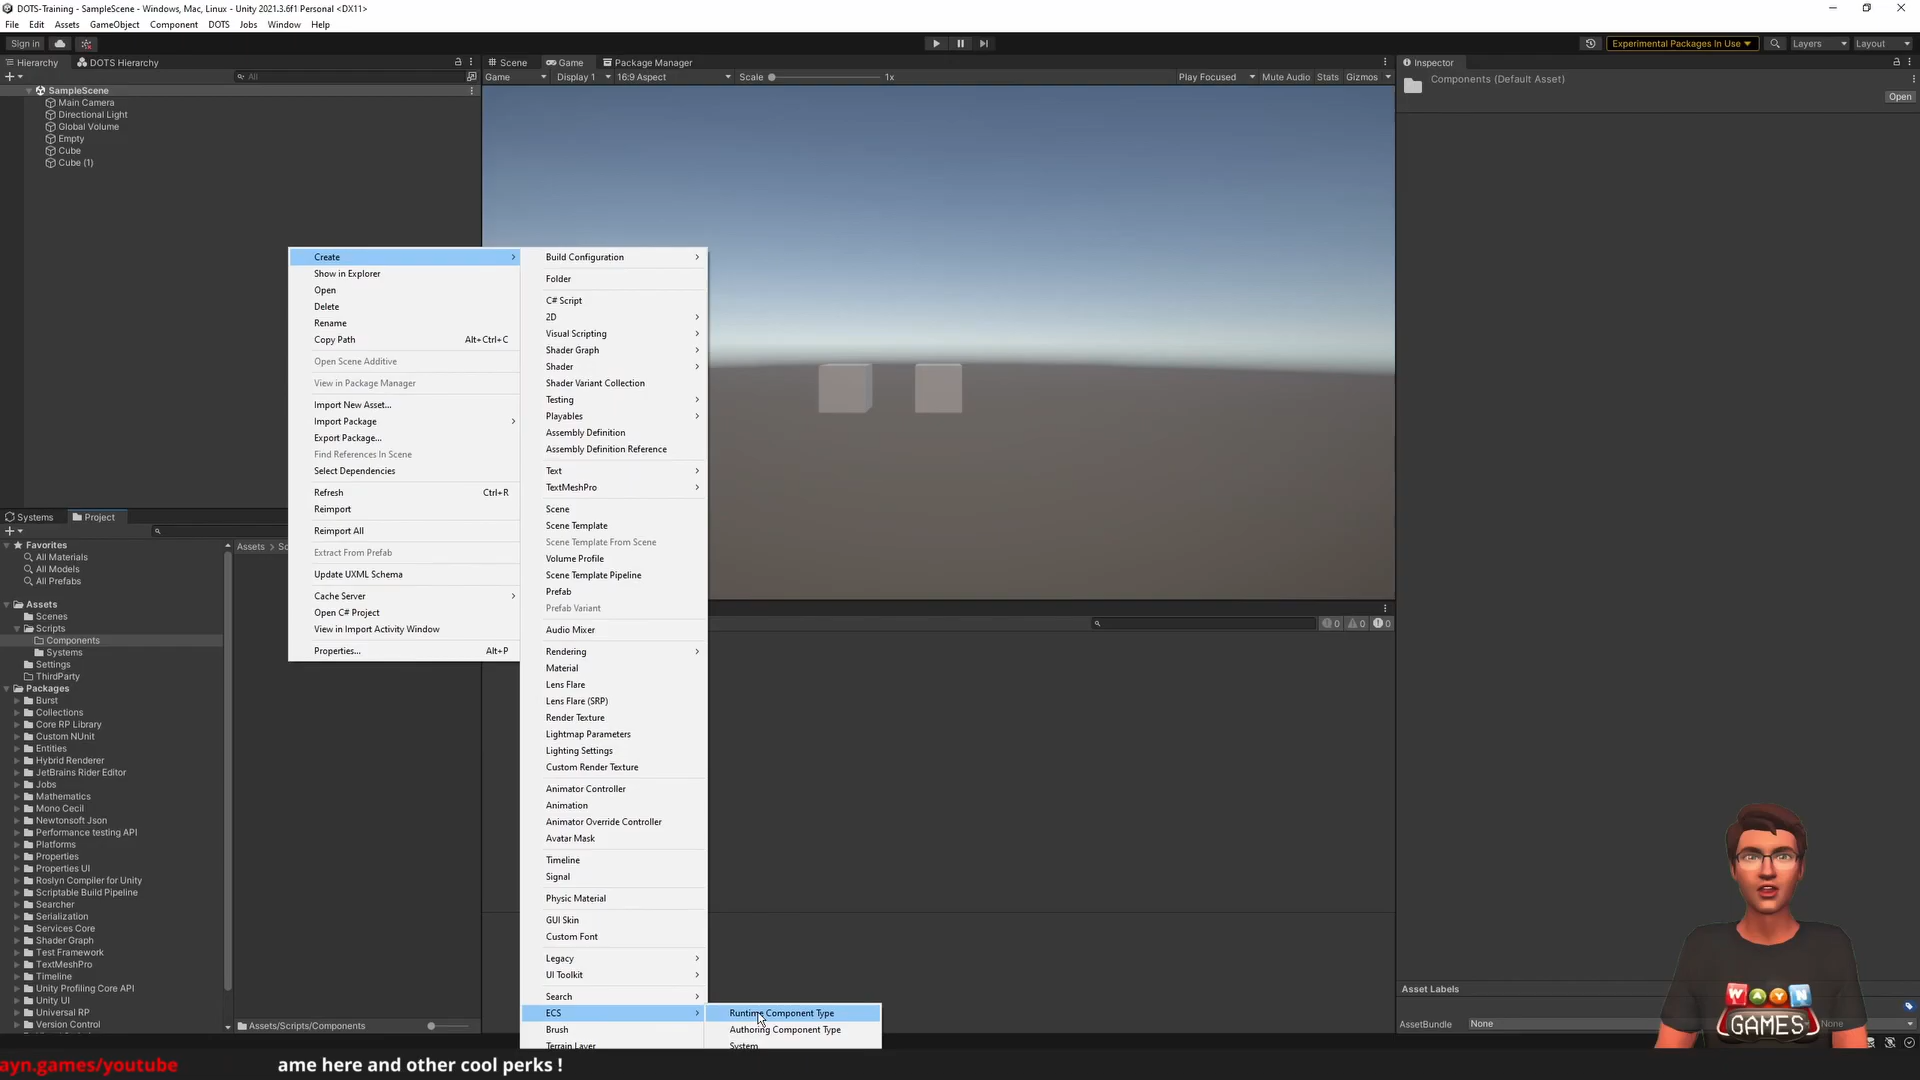 DOTS-Training - SampleScene - Windows, Mac, Linux - Unity 2021.3.6f1 Personal <DX11>
File Edit Assets GameObject Component DOTS Jobs Window Help
Sign in
Experimental Packages In Use
Layers
Layout
Hierarchy
DOTS Hierarchy
All
SampleScene
Main Camera
Directional Light
Global Volume
Empty
Cube
Cube (1)
Scene
Game
Package Manager
Game
Display 1
16:9 Aspect
Scale
1x
Play Focused
Mute Audio
Stats
Gizmos
Inspector
Components (Default Asset)
Open
Create
Show in Explorer
Open
Delete
Rename
Copy Path Alt+Ctrl+C
Open Scene Additive
View in Package Manager
Import New Asset...
Import Package
Export Package...
Find References In Scene
Select Dependencies
Refresh Ctrl+R
Reimport
Reimport All
Extract From Prefab
Update UXML Schema
Cache Server
Open C# Project
View in Import Activity Window
Properties... Alt+P
Build Configuration
Folder
C# Script
2D
Visual Scripting
Shader Graph
Shader
Shader Variant Collection
Testing
Playables
Assembly Definition
Assembly Definition Reference
Text
TextMeshPro
Scene
Scene Template
Scene Template From Scene
Volume Profile
Scene Template Pipeline
Prefab
Prefab Variant
Audio Mixer
Rendering
Material
Lens Flare
Lens Flare (SRP)
Render Texture
Lightmap Parameters
Lighting Settings
Custom Render Texture
Animator Controller
Animation
Animator Override Controller
Avatar Mask
Timeline
Signal
Physic Material
GUI Skin
Custom Font
Legacy
UI Toolkit
Search
ECS
Brush
Terrain Layer
Runtime Component Type
Authoring Component Type
System
Systems
Project
Favorites
All Materials
All Models
All Prefabs
Assets
Scenes
Scripts
Components
Systems
Settings
ThirdParty
Packages
Burst
Collections
Core RP Library
Custom NUnit
Entities
Hybrid Renderer
JetBrains Rider Editor
Jobs
Mathematics
Mono Cecil
Newtonsoft Json
Performance testing API
Platforms
Properties
Properties UI
Roslyn Compiler for Unity
Scriptable Build Pipeline
Searcher
Serialization
Services Core
Shader Graph
Test Framework
TextMeshPro
Timeline
Unity Profiling Core API
Unity UI
Universal RP
Version Control
Assets > Sc
Assets/Scripts/Components
0 0 0
Asset Labels
AssetBundle None None
WAYN
GAMES
ayn.games/youtube ame here and other cool perks !